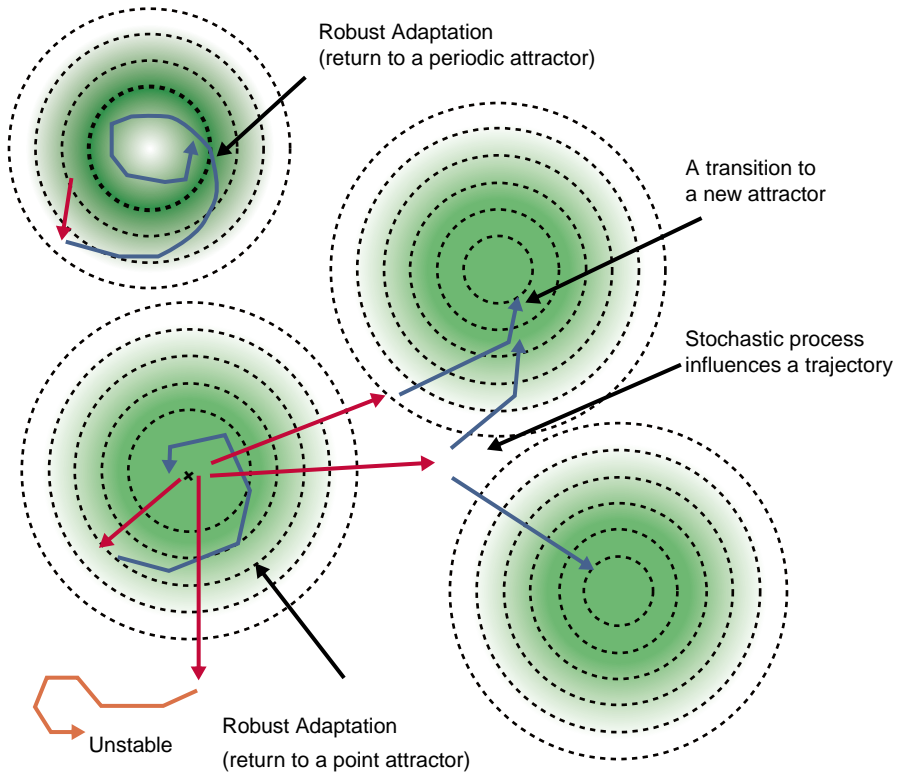 Robust Adaptation
(return to a periodic attractor)
A transition to
a new attractor
Stochastic process
influences a trajectory
Unstable
Robust Adaptation
(return to a point attractor)